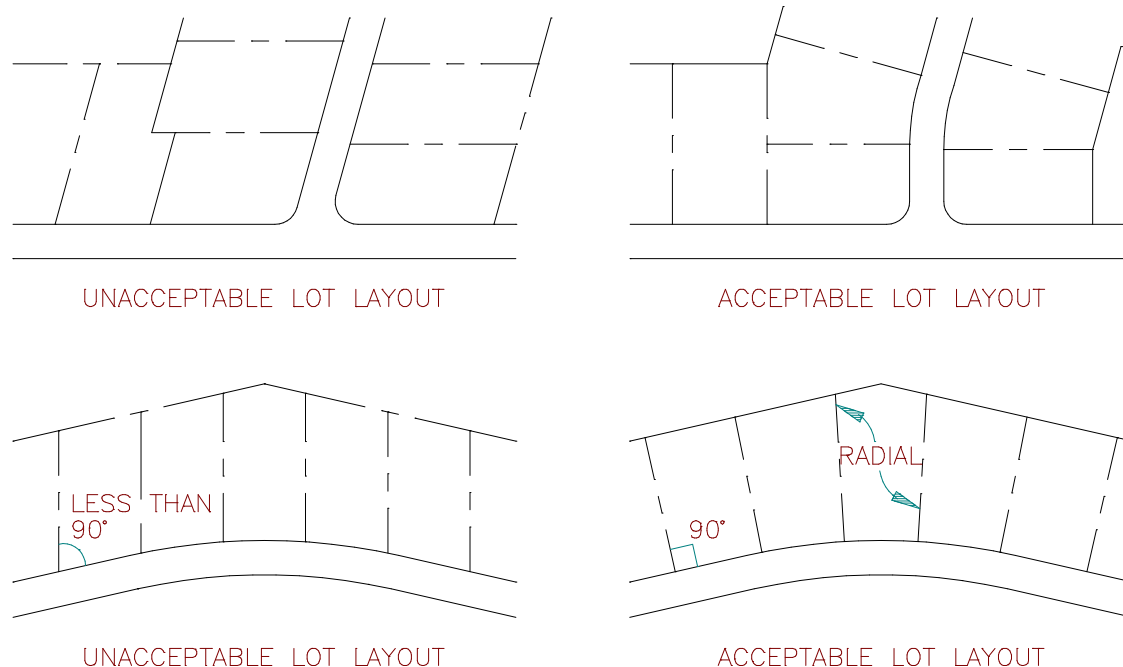 UNACCEPTABLE LOT LAYOUT
ACCEPTABLE LOT LAYOUT
LESS THAN
90°
UNACCEPTABLE LOT LAYOUT
RADIAL
90°
ACCEPTABLE LOT LAYOUT